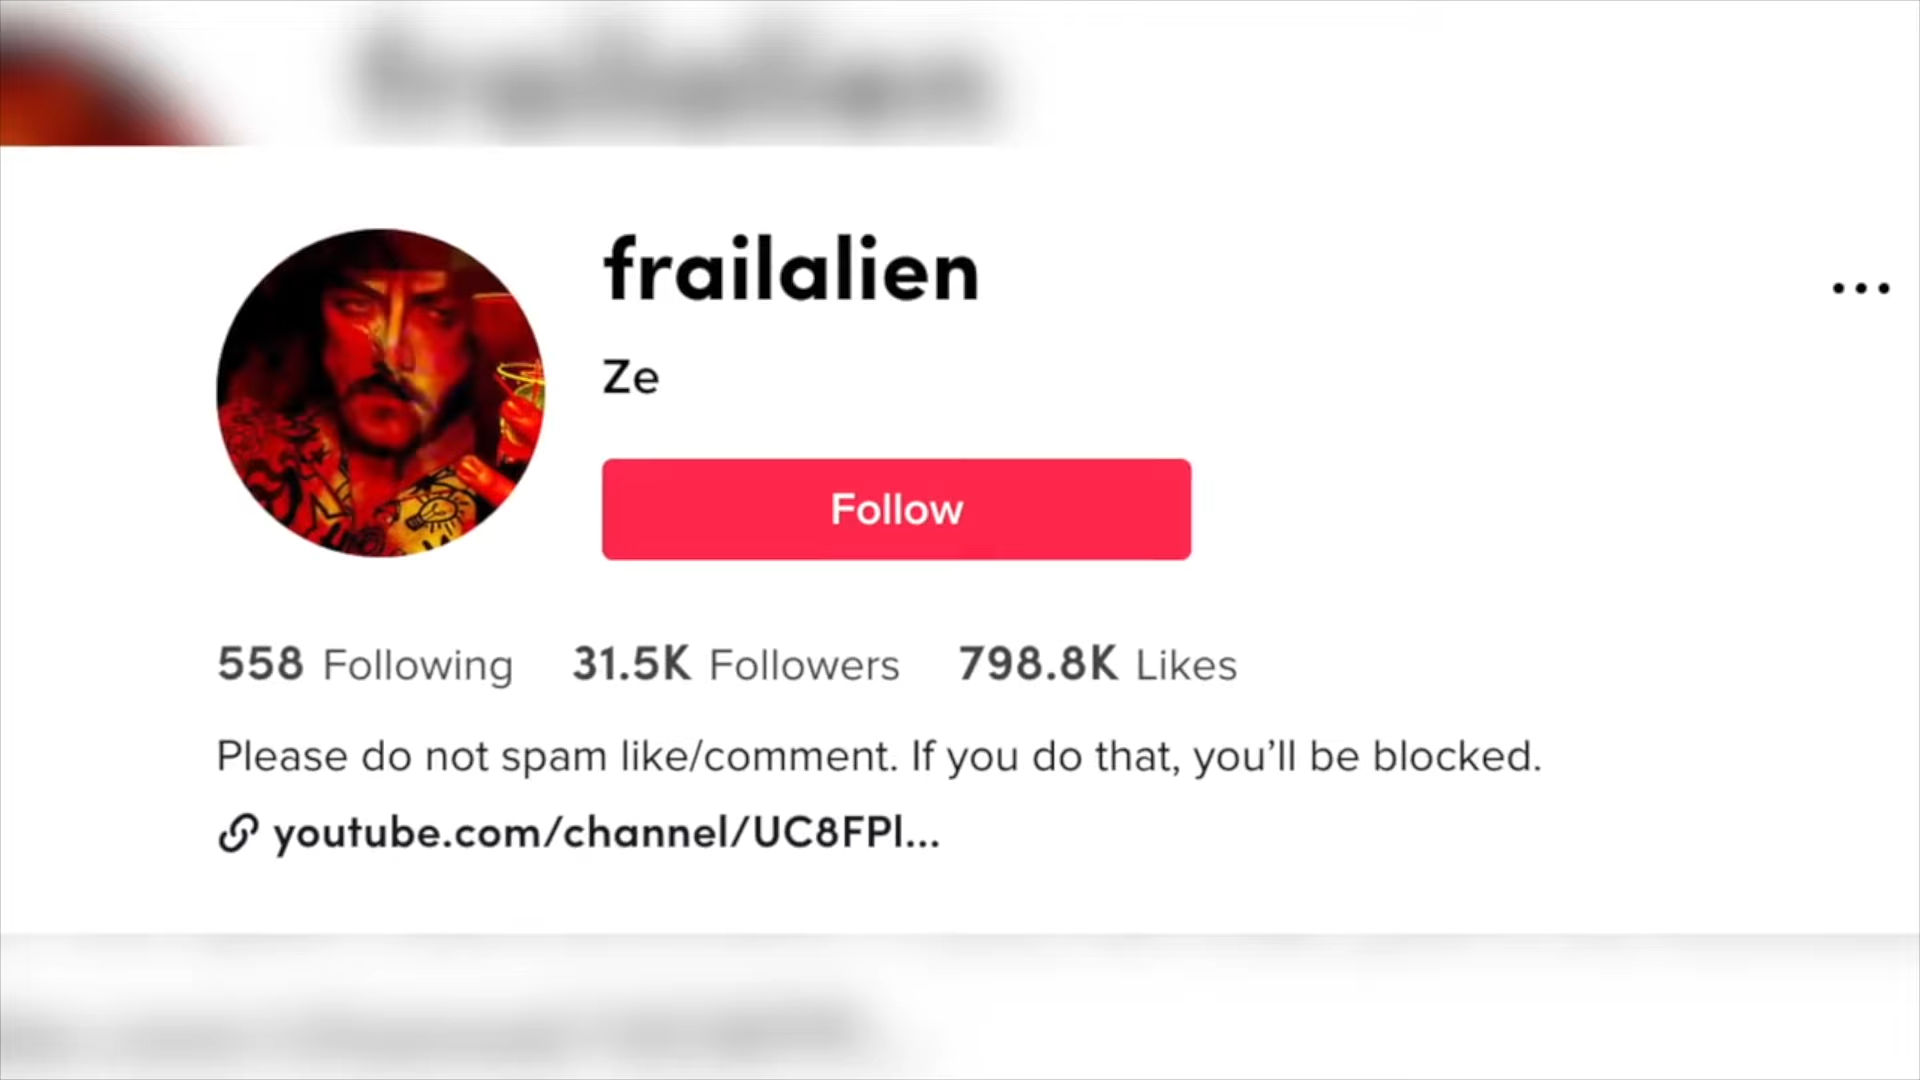 frailalien
Ze
Follow
558 Following 31.5K Followers 798.8K Likes
Please do not spam like/comment. If you do that, you’ll be blocked.
youtube.com/channel/UC8FPl...